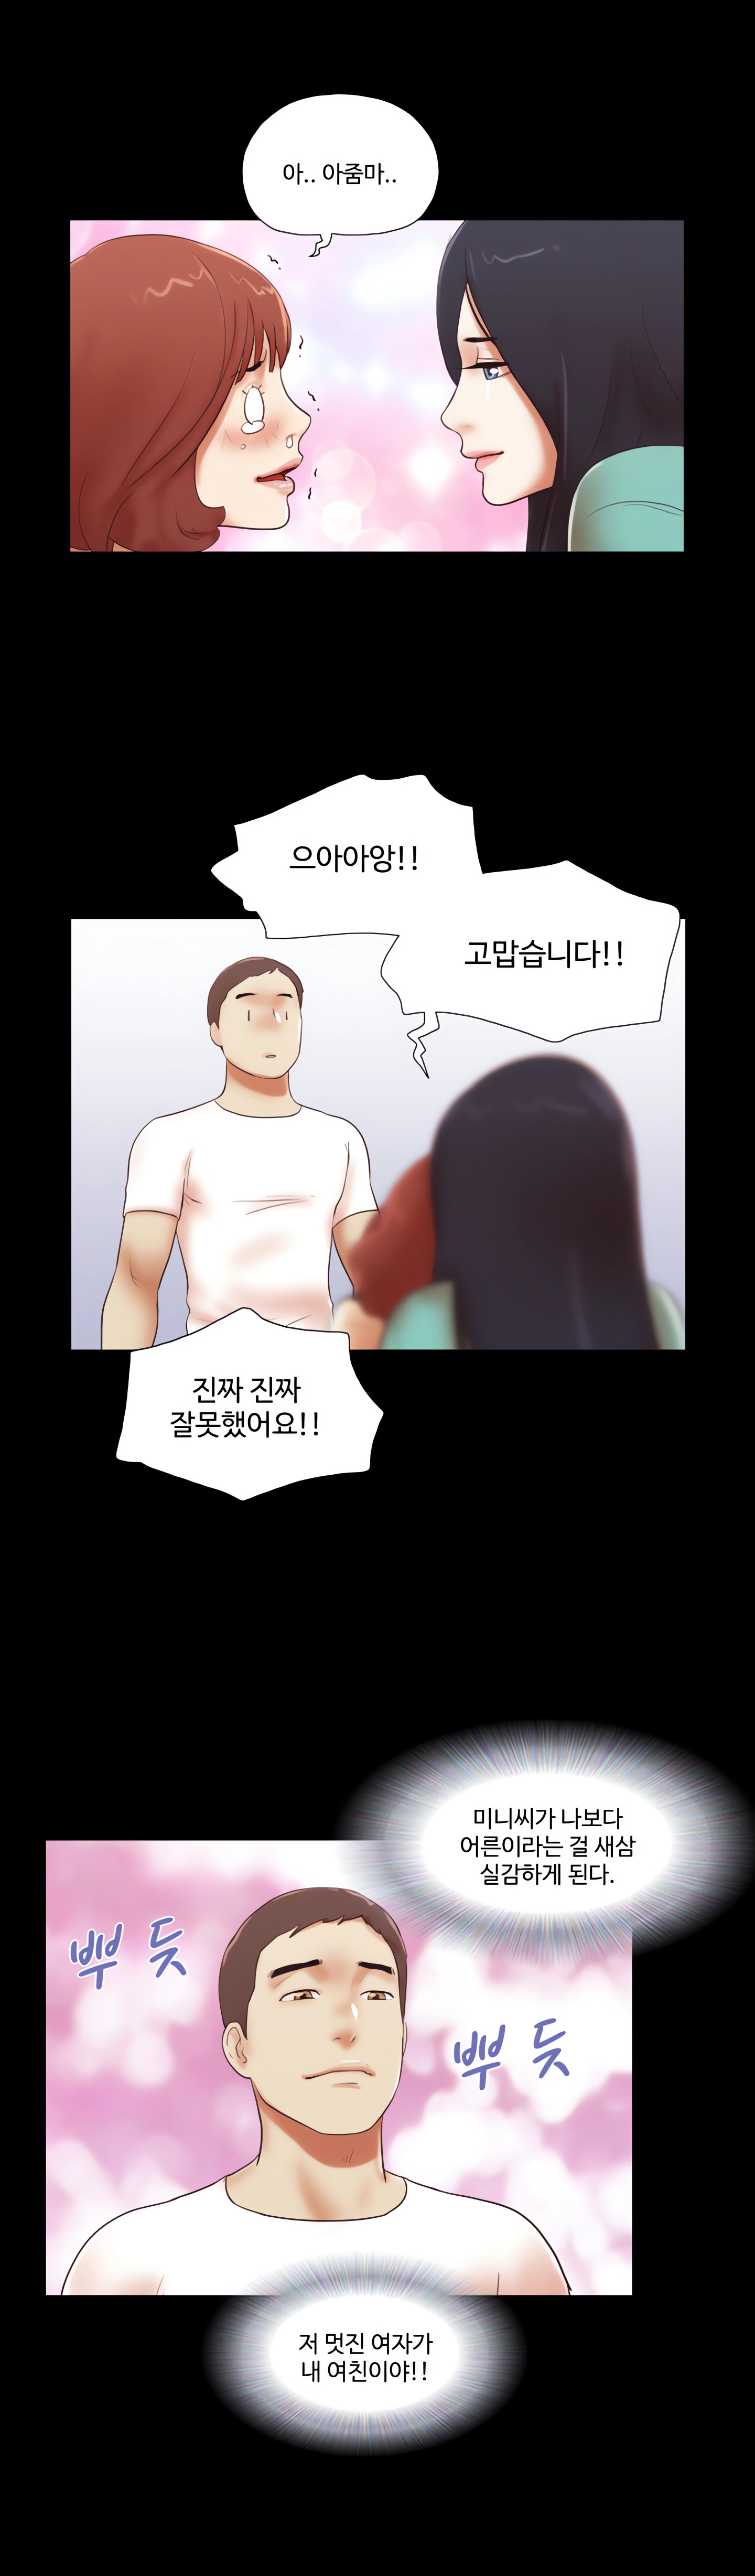 아.. 아줌마..
으아아앙!!
고맙습니다!!
진짜 진짜
잘못했어요!!
미니씨가 나보다
어른이라는 걸 새삼
실감하게 된다.
뿌듯
뿌듯
저 멋진 여자가
내 여친이야!!